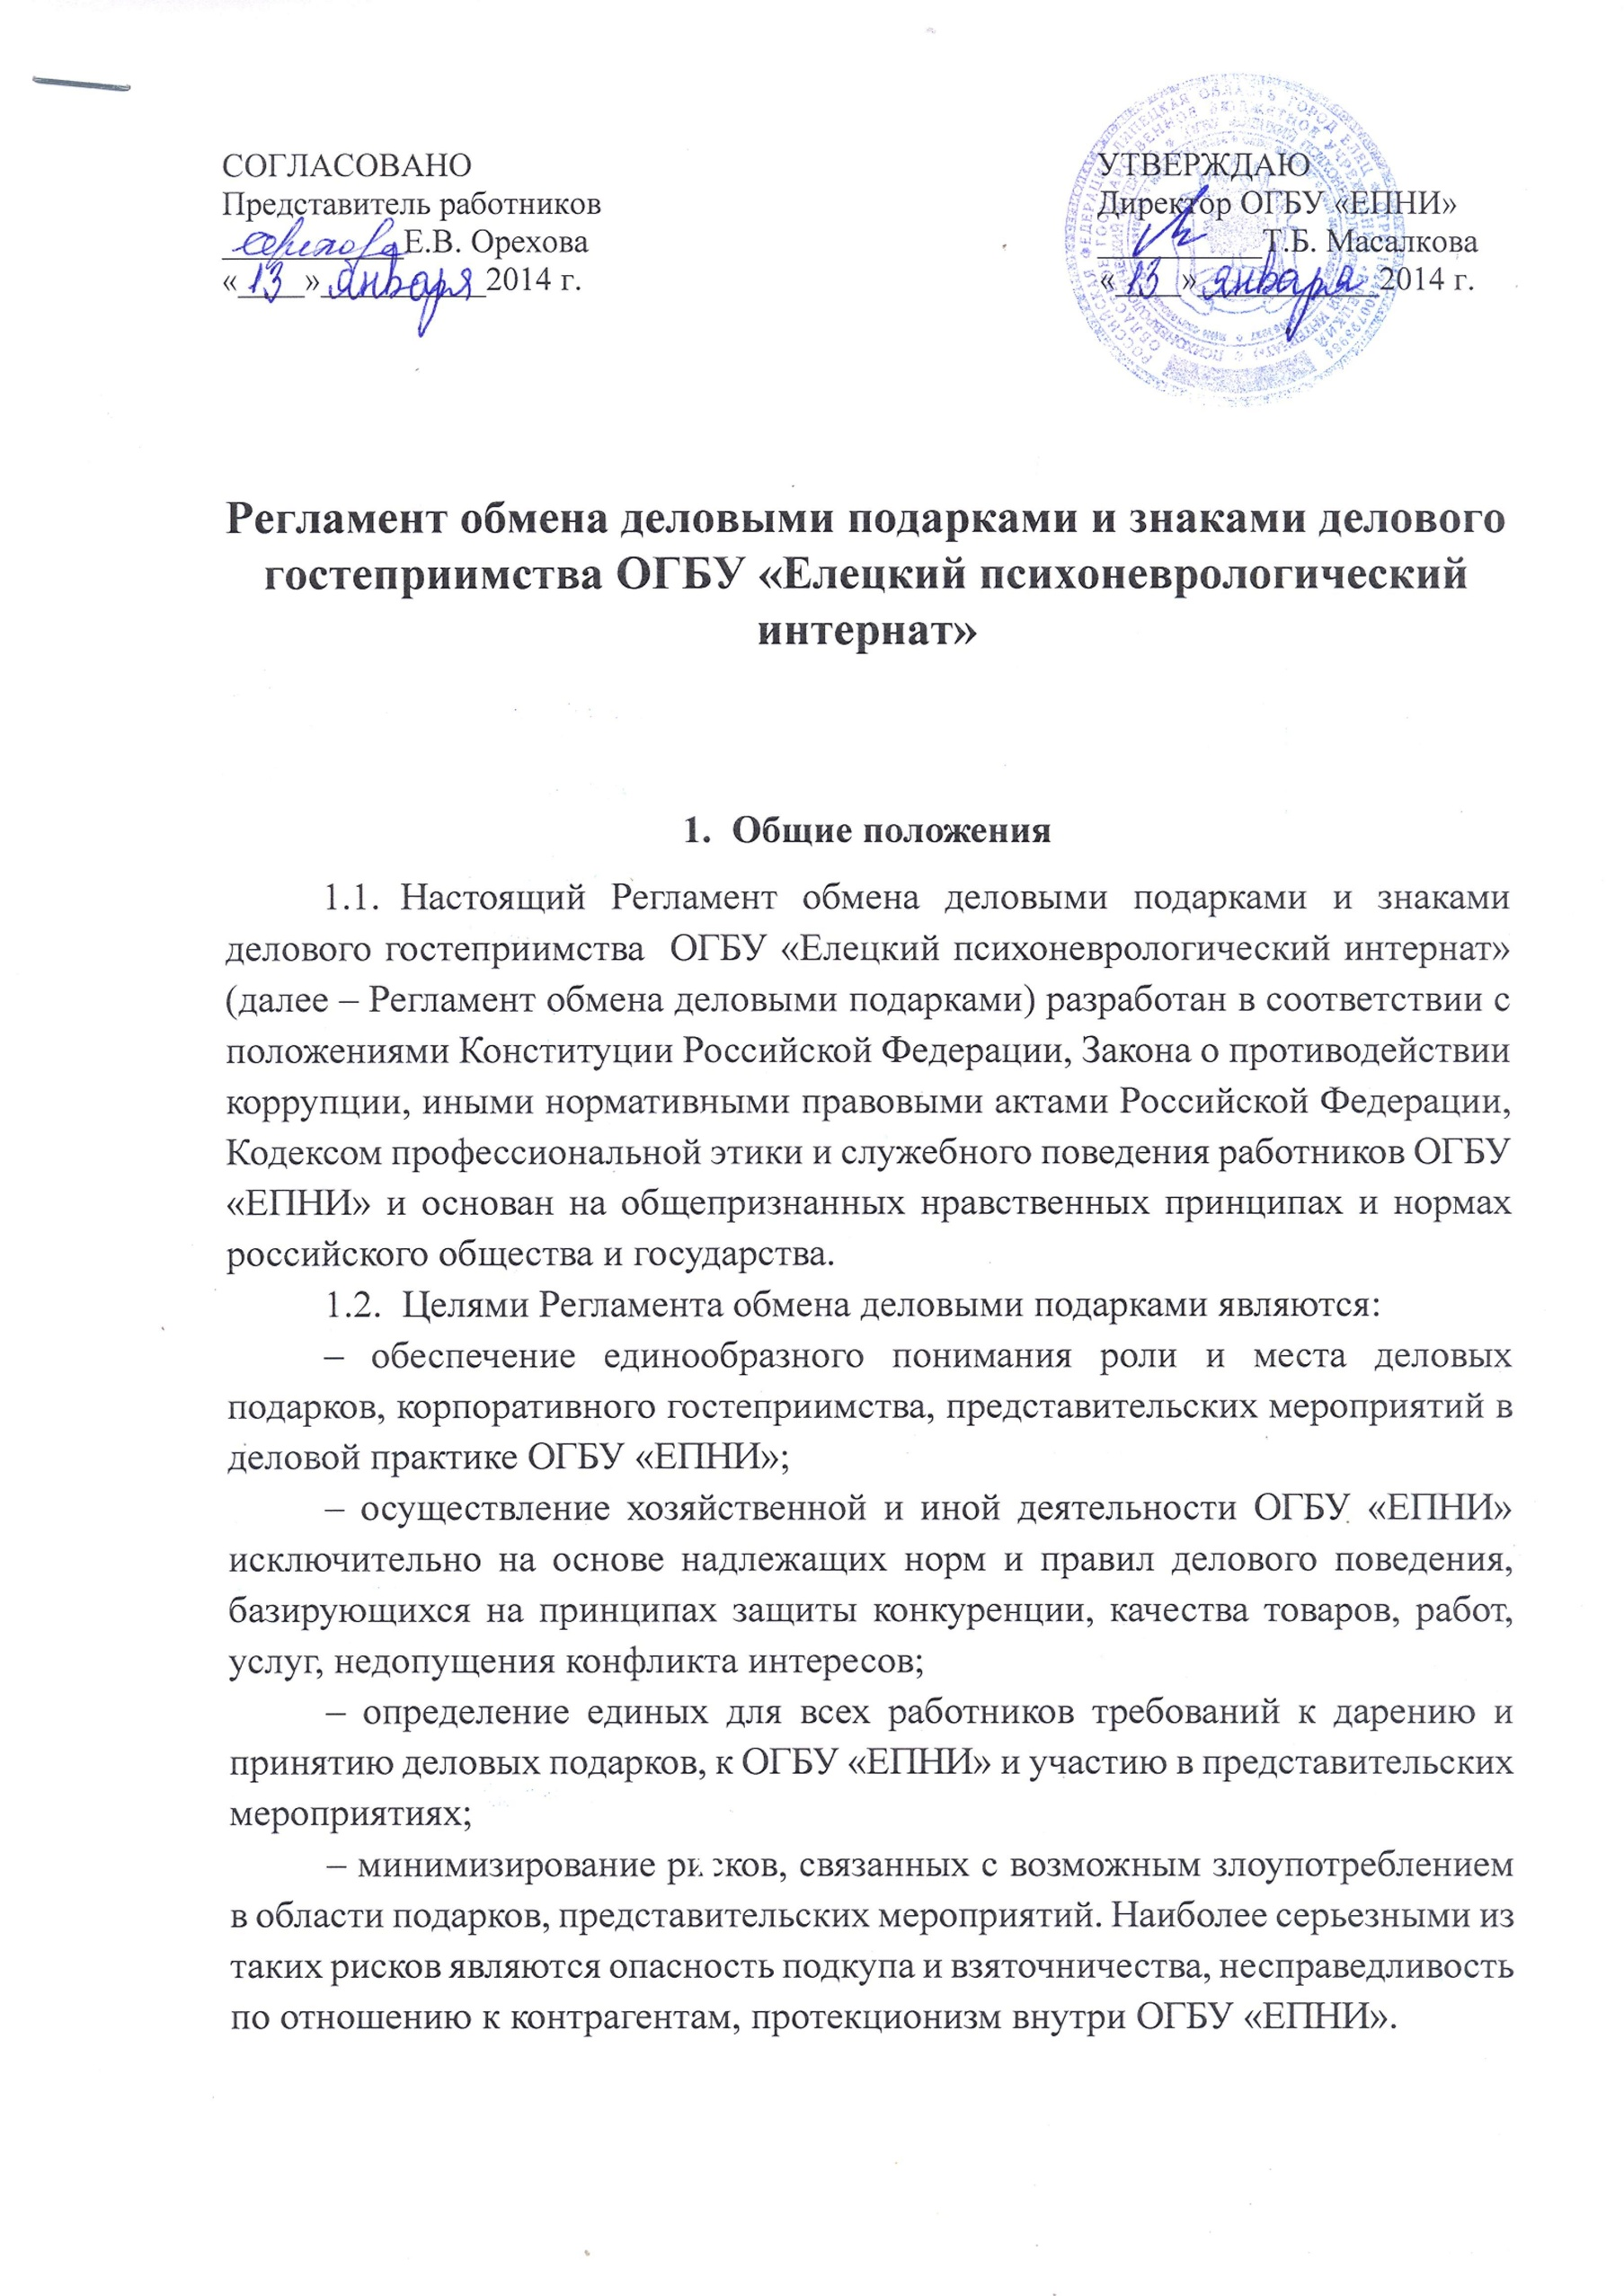 СОГЛАСОВАНО
Представитель работников
Е.В. Орехова
«13» января 2014 г.
УТВЕРЖДАЮ
Директор ОГБУ «ЕПНИ»
Т.Б. Масалкова
«13» января 2014 г.
Регламент обмена деловыми подарками и знаками делового
гостеприимства ОГБУ «Елецкий психоневрологический
интернат»
1. Общие положения
1.1. Настоящий Регламент обмена деловыми подарками и знаками
делового гостеприимства ОГБУ «Елецкий психоневрологический интернат»
(далее – Регламент обмена деловыми подарками) разработан в соответствии с
положениями Конституции Российской Федерации, Закона о противодействии
коррупции, иными нормативными правовыми актами Российской Федерации,
Кодексом профессиональной этики и служебного поведения работников ОГБУ
«ЕПНИ» и основан на общепризнанных нравственных принципах и нормах
российского общества и государства.
1.2. Целями Регламента обмена деловыми подарками являются:
– обеспечение единообразного понимания роли и места деловых
подарков, корпоративного гостеприимства, представительских мероприятий в
деловой практике ОГБУ «ЕПНИ»;
– осуществление хозяйственной и иной деятельности ОГБУ «ЕПНИ»
исключительно на основе надлежащих норм и правил делового поведения,
базирующихся на принципах защиты конкуренции, качества товаров, работ,
услуг, недопущения конфликта интересов;
– определение единых для всех работников требований к дарению и
принятию деловых подарков, к ОГБУ «ЕПНИ» и участию в представительских
мероприятиях;
– минимизирование рисков, связанных с возможным злоупотреблением
в области подарков, представительских мероприятий. Наиболее серьезными из
таких рисков являются опасность подкупа и взяточничества, несправедливость
по отношению к контрагентам, протекционизм внутри ОГБУ «ЕПНИ».